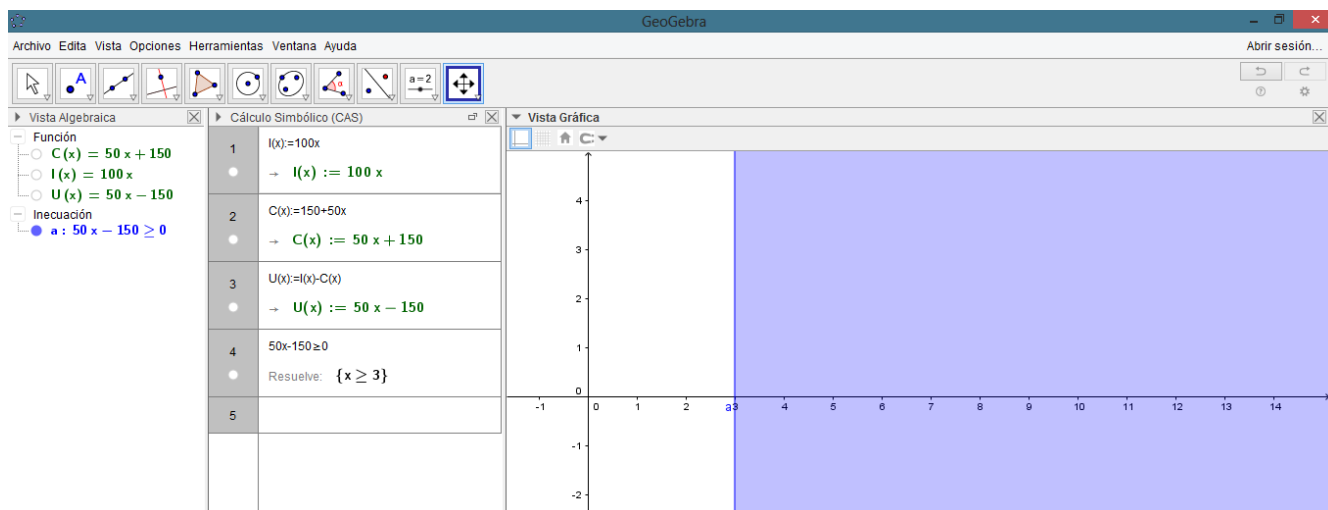 GeoGebra
Archivo Edita Vista Opciones Herramientas Ventana Ayuda
Abrir sesión...
A
α
a=2
Vista Algebraica
Función
C(x) = 50 x + 150
I(x) = 100 x
U(x) = 50 x − 150
Inecuación
a : 50 x − 150 ≥ 0
Cálculo Simbólico (CAS)
1
I(x):=100x
→ I(x) := 100 x
2
C(x):=150+50x
→ C(x) := 50 x + 150
3
U(x):=I(x)-C(x)
→ U(x) := 50 x − 150
4
50x-150≥0
Resuelve: {x ≥ 3}
5
Vista Gráfica
4
3
2
1
0
-1 0 1 2 a3 4 5 6 7 8 9 10 11 12 13 14
-1
-2